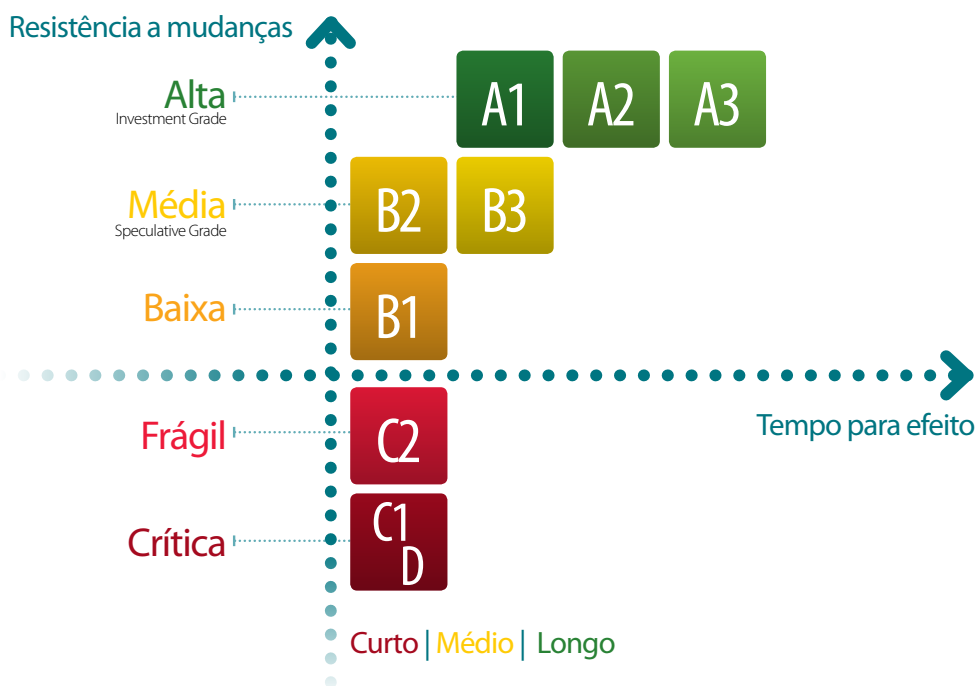 Resistência a mudanças
Alta
Investment Grade
A1 A2 A3
Média
Speculative Grade
B2 B3
Baixa
B1
Tempo para efeito
Frágil
C2
Crítica
C1
D
Curto | Médio | Longo